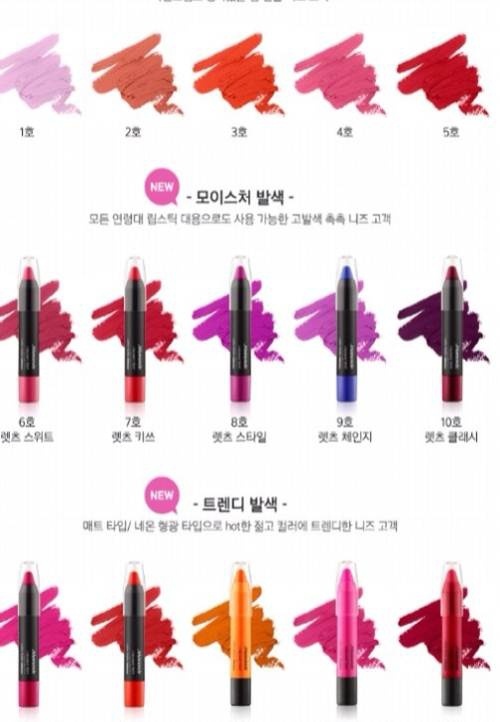 1호 2호 3호 4호 5호
NEW
- 모이스처 발색 -
모든 연령대 립스틱 대용으로도 사용 가능한 고발색 촉촉 니즈 고객
6호 7호 8호 9호 10호
렛츠 스위트 렛츠 키쓰 렛츠 스타일 렛츠 체인지 렛츠 클래시
NEW
- 트렌디 발색 -
매트 타입/ 네온 형광 타입으로 hot한 젊고 컬러에 트렌디한 니즈 고객